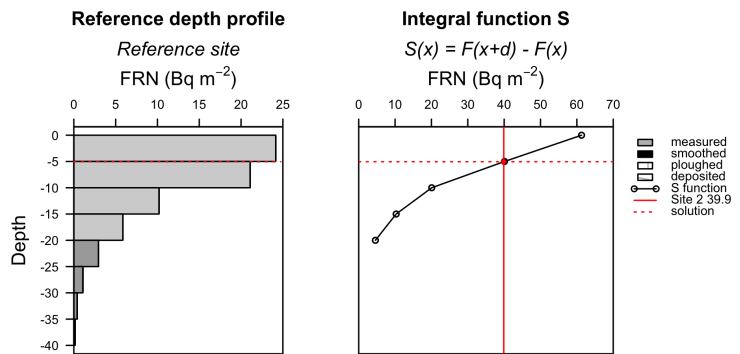 Reference depth profile
Reference site
FRN (Bq m⁻²)
0 5 10 15 20 25
Depth
0
-5
-10
-15
-20
-25
-30
-35
-40
Integral function S
S(x) = F(x+d) - F(x)
FRN (Bq m⁻²)
0 10 20 30 40 50 60 70
measured
smoothed
ploughed
deposited
S function
Site 2 39.9
solution